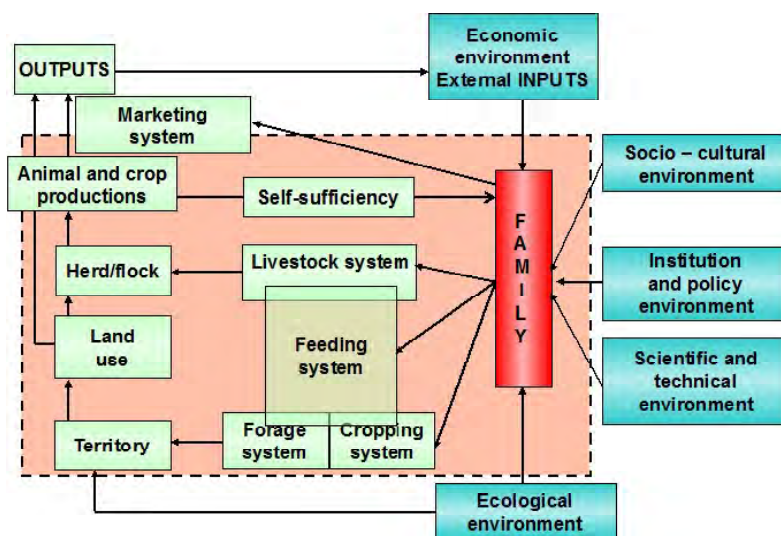 Economic
environment
External INPUTS
OUTPUTS
Marketing
system
Socio – cultural
environment
Animal and crop
productions
Self-sufficiency
FAMILY
Herd/flock
Livestock system
Institution
and policy
environment
Land
use
Feeding
system
Scientific and
technical
environment
Territory
Forage
system
Cropping
system
Ecological
environment